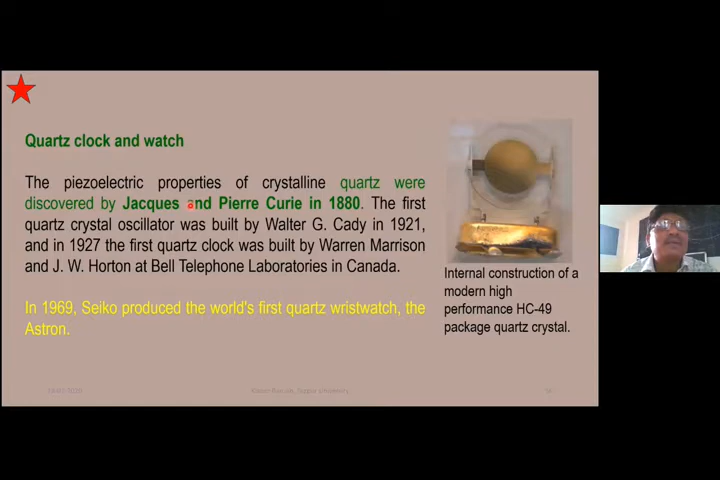 Quartz clock and watch
The piezoelectric properties of crystalline quartz were
discovered by Jacques and Pierre Curie in 1880. The first
quartz crystal oscillator was built by Walter G. Cady in 1921,
and in 1927 the first quartz clock was built by Warren Marrison
and J. W. Horton at Bell Telephone Laboratories in Canada.
In 1969, Seiko produced the world's first quartz wristwatch, the
Astron.
Internal construction of a
modern high
performance HC-49
package quartz crystal.